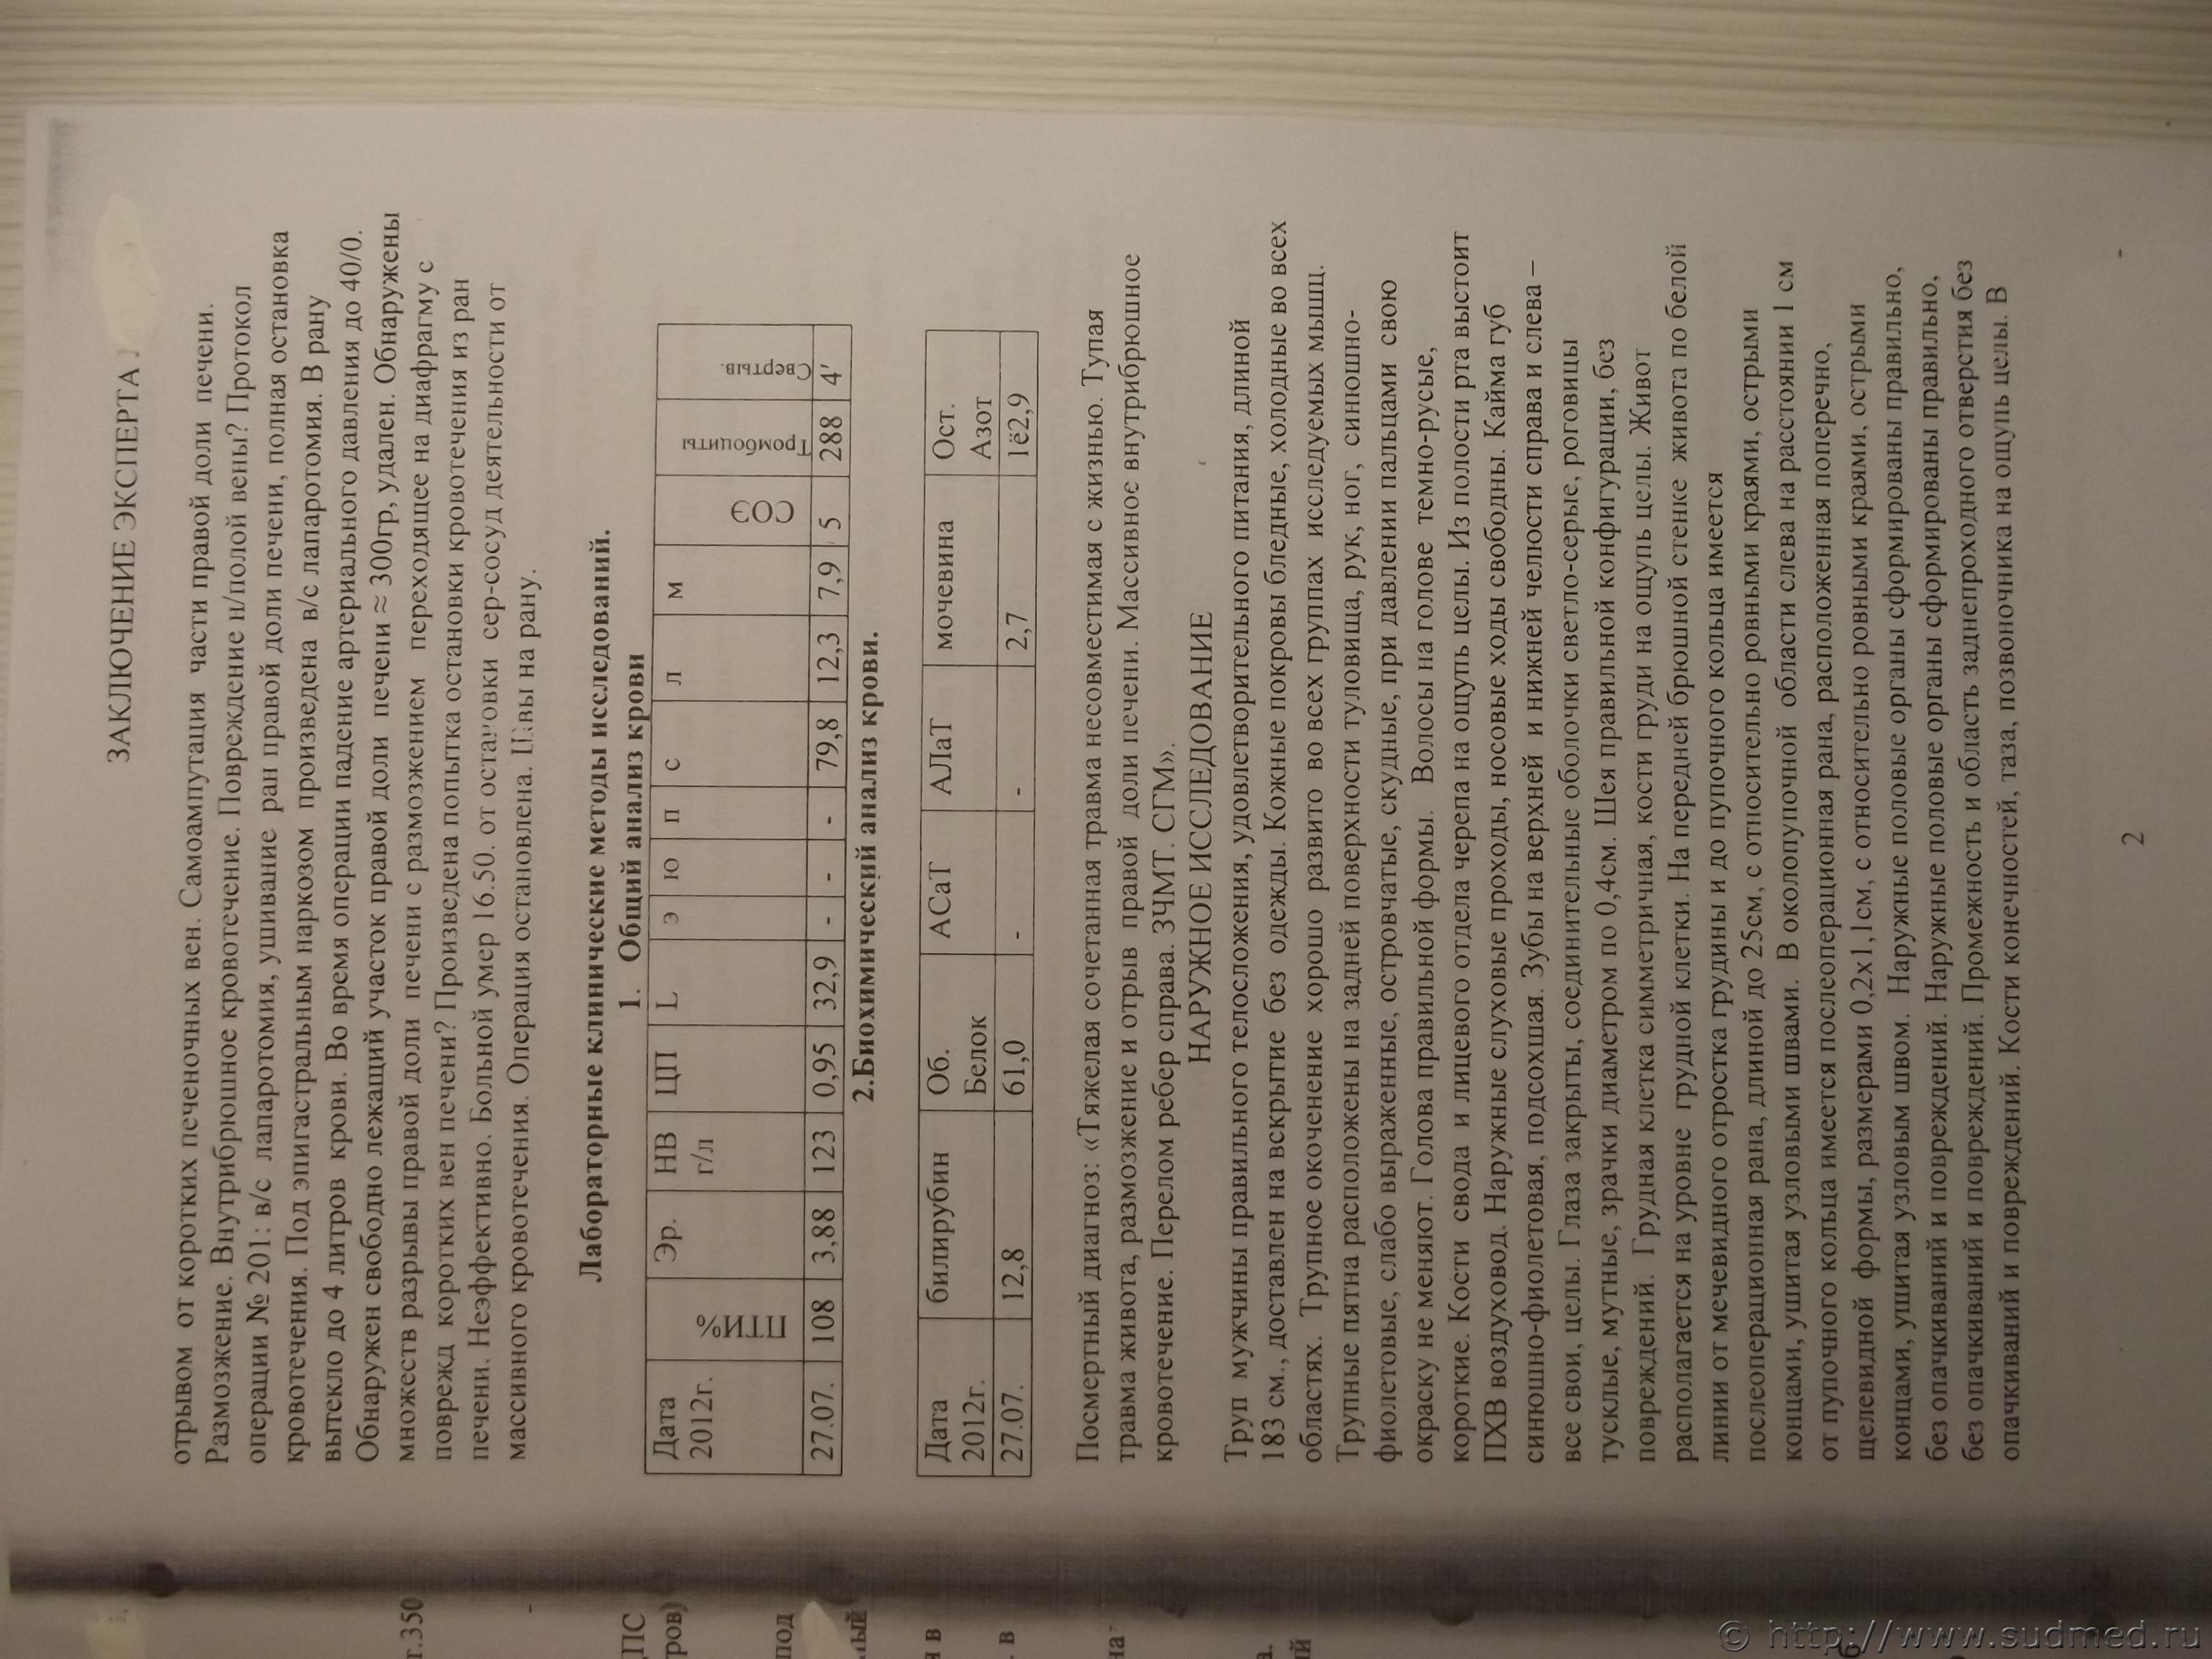 ЗАКЛЮЧЕНИЕ ЭКСПЕРТА
отрывом от коротких печеночных вен. Самоампутация части правой доли печени.
Размозжение. Внутрибрюшное кровотечение. Повреждение н/полой вены? Протокол
операции № 201: в/с лапаротомия, ушивание ран правой доли печени, полная остановка
кровотечения. Под эпигастральным наркозом произведена в/с лапаротомия. В рану
вытекло до 4 литров крови. Во время операции падение артериального давления до 40/0.
Обнаружен свободно лежащий участок правой доли печени ≈ 300гр, удален. Обнаружены
множеств разрывы правой доли печени с размозжением переходящее на диафрагму с
поврежд коротких вен печени? Произведена попытка остановки кровотечения из ран
печени. Неэффективно. Больной умер 16.50. от остановки сер-сосуд деятельности от
массивного кровотечения. Операция остановлена. Швы на рану.
Лабораторные клинические методы исследований.
1. Общий анализ крови
Дата 2012г. ПТИ% Эр. НВ г/л ЦП L э ю п с л м СОЭ Тромбоциты Свертыв.
27.07. 108 3,88 123 0,95 32,9 - - - 79,8 12,3 7,9 5 288 4'
2.Биохимический анализ крови.
Дата 2012г. билирубин Об. Белок АСаТ АЛаТ мочевина Ост. Азот
27.07. 12,8 61,0 - - 2,7 1ё2,9
Посмертный диагноз: «Тяжелая сочетанная травма несовместимая с жизнью. Тупая
травма живота, размозжение и отрыв правой доли печени. Массивное внутрибрюшное
кровотечение. Перелом ребер справа. ЗЧМТ. СГМ».
НАРУЖНОЕ ИССЛЕДОВАНИЕ
Труп мужчины правильного телосложения, удовлетворительного питания, длиной
183 см., доставлен на вскрытие без одежды. Кожные покровы бледные, холодные во всех
областях. Трупное окоченение хорошо развито во всех группах исследуемых мышц.
Трупные пятна расположены на задней поверхности туловища, рук, ног, синюшно-
фиолетовые, слабо выраженные, островчатые, скудные, при давлении пальцами свою
окраску не меняют. Голова правильной формы. Волосы на голове темно-русые,
короткие. Кости свода и лицевого отдела черепа на ощупь целы. Из полости рта выстоит
ПХВ воздуховод. Наружные слуховые проходы, носовые ходы свободны. Кайма губ
синюшно-фиолетовая, подсохшая. Зубы на верхней и нижней челюсти справа и слева –
все свои, целы. Глаза закрыты, соединительные оболочки светло-серые, роговицы
тусклые, мутные, зрачки диаметром по 0,4см. Шея правильной конфигурации, без
повреждений. Грудная клетка симметричная, кости груди на ощупь целы. Живот
располагается на уровне грудной клетки. На передней брюшной стенке живота по белой
линии от мечевидного отростка грудины и до пупочного кольца имеется
послеоперационная рана, длиной до 25см, с относительно ровными краями, острыми
концами, ушитая узловыми швами. В околопупочной области слева на расстоянии 1 см
от пупочного кольца имеется послеоперационная рана, расположенная поперечно,
щелевидной формы, размерами 0,2х1,1см, с относительно ровными краями, острыми
концами, ушитая узловым швом. Наружные половые органы сформированы правильно,
без опачканий и повреждений. Наружные половые органы сформированы правильно,
без опачкиваний и повреждений. Промежность и область заднепроходного отверстия без
опачкиваний и повреждений. Кости конечностей, таза, позвоночника на ощупь целы. В
2
г.350
ДПС
ров)
под
ный
в
в
на
ий
© http://www.sudmed.ru